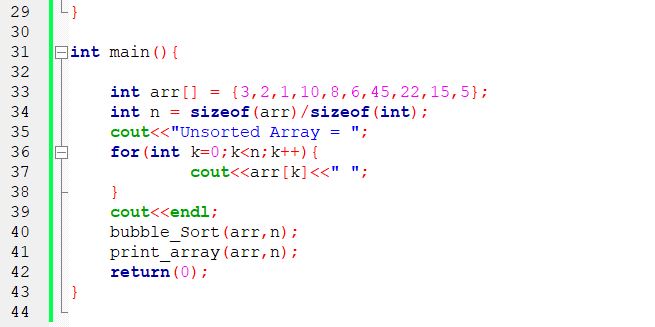 29 }
30
31 int main(){
32
33 int arr[] = {3,2,1,10,8,6,45,22,15,5};
34 int n = sizeof(arr)/sizeof(int);
35 cout<<"Unsorted Array = ";
36 for(int k=0;k<n;k++){
37 cout<<arr[k]<<" ";
38 }
39 cout<<endl;
40 bubble_Sort(arr,n);
41 print_array(arr,n);
42 return(0);
43 }
44